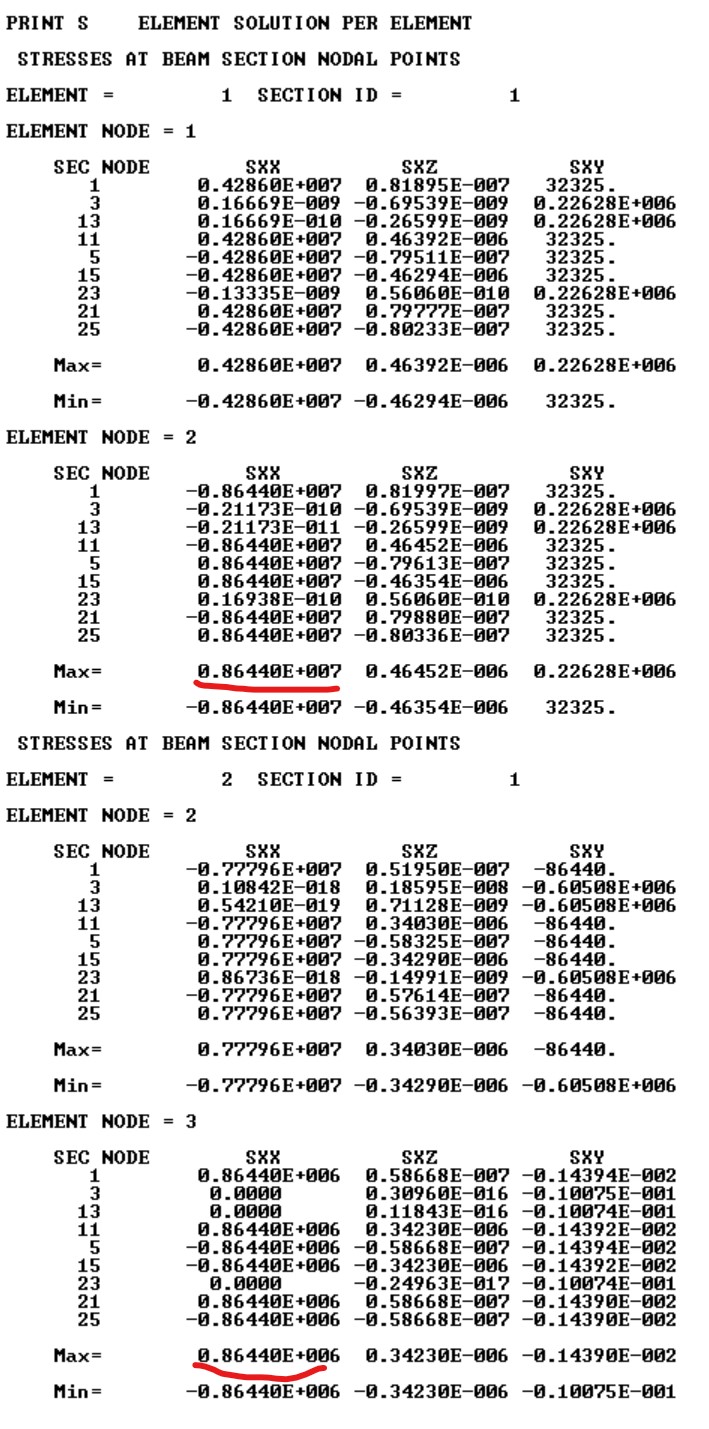 PRINT S     ELEMENT SOLUTION PER ELEMENT
STRESSES AT BEAM SECTION NODAL POINTS
ELEMENT =          1  SECTION ID =          1
ELEMENT NODE = 1
SEC NODE SXX SXZ SXY
1 0.42860E+007 0.81895E-007 32325.
3 0.16669E-009 -0.69539E-009 0.22628E+006
13 0.16669E-010 -0.26599E-009 0.22628E+006
11 0.42860E+007 0.46392E-006 32325.
5 -0.42860E+007 -0.79511E-007 32325.
15 -0.42860E+007 -0.46294E-006 32325.
23 -0.13335E-009 0.56060E-010 0.22628E+006
21 0.42860E+007 0.79777E-007 32325.
25 -0.42860E+007 -0.80233E-007 32325.
Max= 0.42860E+007 0.46392E-006 0.22628E+006
Min= -0.42860E+007 -0.46294E-006 32325.
ELEMENT NODE = 2
SEC NODE SXX SXZ SXY
1 -0.86440E+007 0.81997E-007 32325.
3 -0.21173E-010 -0.69539E-009 0.22628E+006
13 -0.21173E-011 -0.26599E-009 0.22628E+006
11 -0.86440E+007 0.46452E-006 32325.
5 0.86440E+007 -0.79613E-007 32325.
15 0.86440E+007 -0.46354E-006 32325.
23 0.16938E-010 0.56060E-010 0.22628E+006
21 -0.86440E+007 0.79880E-007 32325.
25 0.86440E+007 -0.80336E-007 32325.
Max= 0.86440E+007 0.46452E-006 0.22628E+006
Min= -0.86440E+007 -0.46354E-006 32325.
STRESSES AT BEAM SECTION NODAL POINTS
ELEMENT =          2  SECTION ID =          1
ELEMENT NODE = 2
SEC NODE SXX SXZ SXY
1 -0.77796E+007 0.51950E-007 -86440.
3 0.10842E-018 0.18595E-008 -0.60508E+006
13 0.54210E-019 0.71128E-009 -0.60508E+006
11 -0.77796E+007 0.34030E-006 -86440.
5 0.77796E+007 -0.58325E-007 -86440.
15 0.77796E+007 -0.34290E-006 -86440.
23 0.86736E-018 -0.14991E-009 -0.60508E+006
21 -0.77796E+007 0.57614E-007 -86440.
25 0.77796E+007 -0.56393E-007 -86440.
Max= 0.77796E+007 0.34030E-006 -86440.
Min= -0.77796E+007 -0.34290E-006 -0.60508E+006
ELEMENT NODE = 3
SEC NODE SXX SXZ SXY
1 0.86440E+006 0.58668E-007 -0.14394E-002
3 0.0000 0.30960E-016 -0.10075E-001
13 0.0000 0.11843E-016 -0.10074E-001
11 0.86440E+006 0.34230E-006 -0.14392E-002
5 -0.86440E+006 -0.58668E-007 -0.14394E-002
15 -0.86440E+006 -0.34230E-006 -0.14392E-002
23 0.0000 -0.24963E-017 -0.10074E-001
21 0.86440E+006 0.58668E-007 -0.14390E-002
25 -0.86440E+006 -0.58668E-007 -0.14390E-002
Max= 0.86440E+006 0.34230E-006 -0.14390E-002
Min= -0.86440E+006 -0.34230E-006 -0.10075E-001